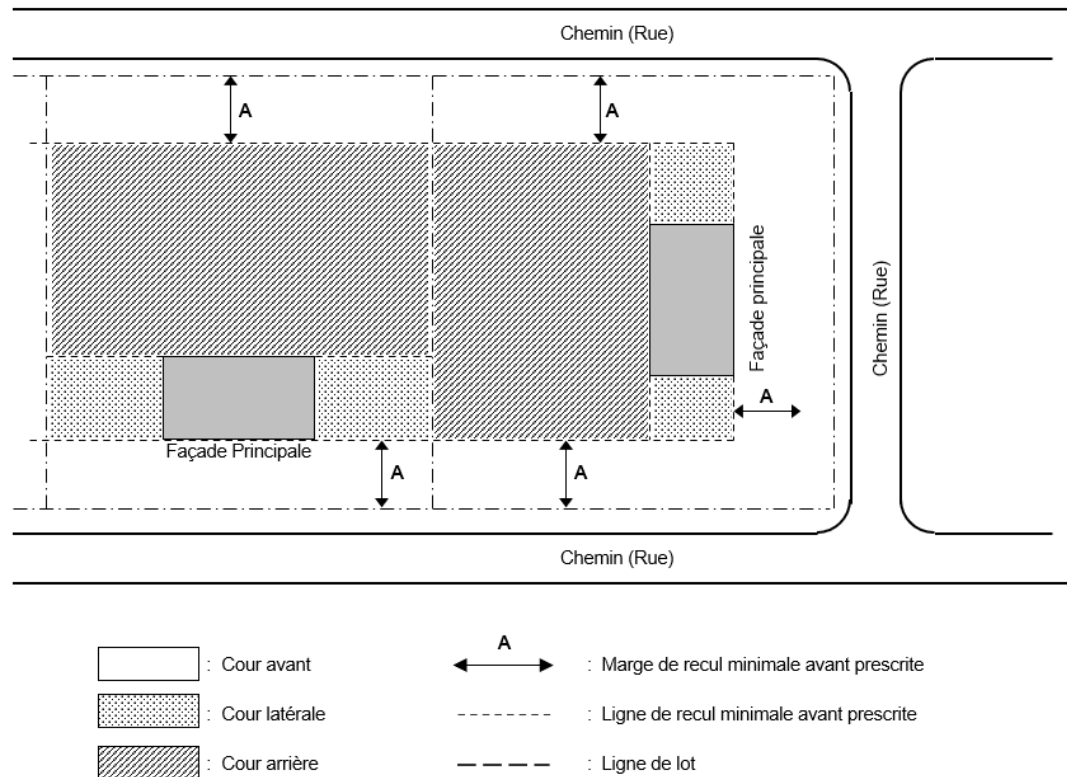 Chemin (Rue)
A
A
Façade principale
Chemin (Rue)
A
Façade Principale
A
A
Chemin (Rue)
A
: Cour avant
: Marge de recul minimale avant prescrite
: Cour latérale
: Ligne de recul minimale avant prescrite
: Cour arrière
: Ligne de lot